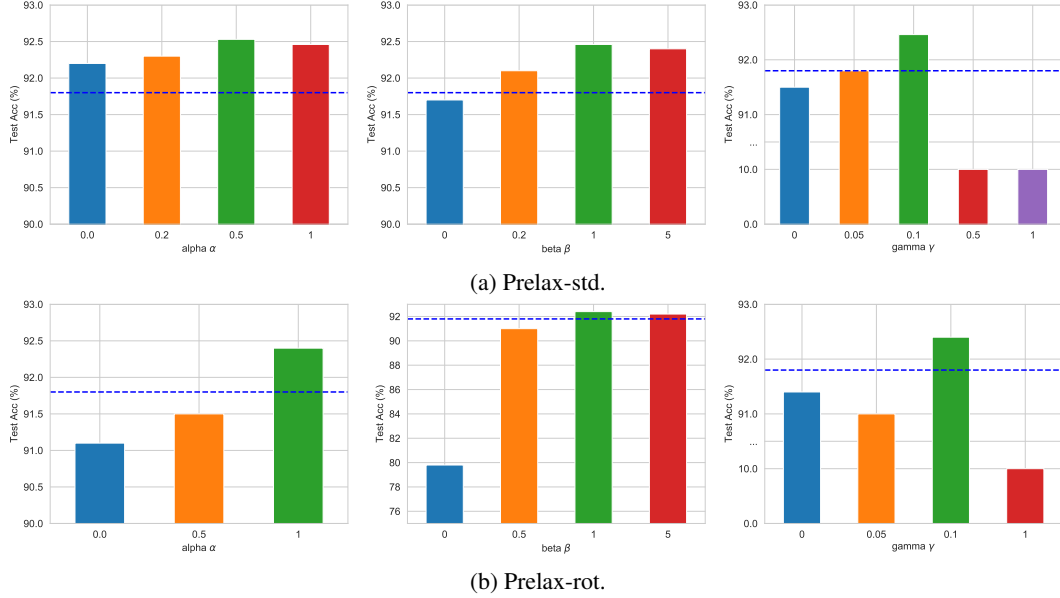 93.0
92.5
92.0
91.5
91.0
90.5
90.0
Test Acc (%)
0.0 0.2 0.5 1
alpha α
93.0
92.5
92.0
91.5
91.0
90.5
90.0
Test Acc (%)
0 0.2 1 5
beta β
93.0
92.0
91.0
...
10.0
0.0
Test Acc (%)
0 0.05 0.1 0.5 1
gamma γ
(a) Prelax-std.
93.0
92.5
92.0
91.5
91.0
90.5
90.0
Test Acc (%)
0.0 0.5 1
alpha α
92
90
88
86
84
82
80
78
76
Test Acc (%)
0 0.5 1 5
beta β
93.0
92.0
91.0
...
10.0
0.0
Test Acc (%)
0 0.05 0.1 1
gamma γ
(b) Prelax-rot.